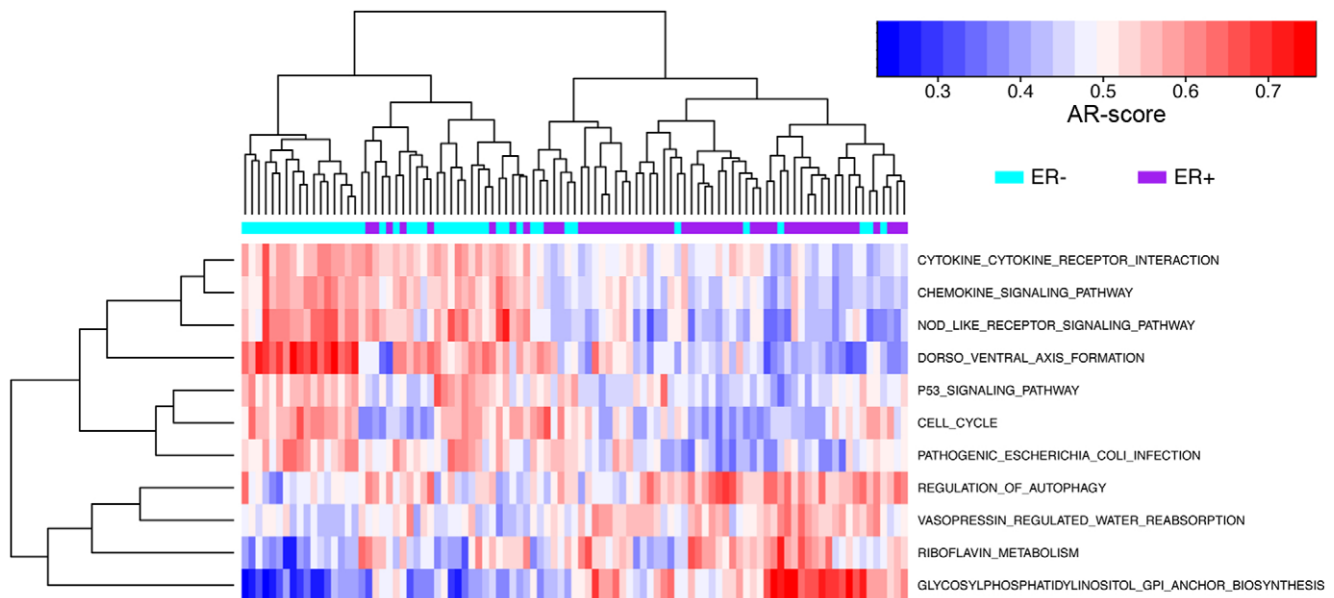 0.3 0.4 0.5 0.6 0.7
AR-score
ER- ER+
CYTOKINE_CYTOKINE_RECEPTOR_INTERACTION
CHEMOKINE_SIGNALING_PATHWAY
NOD_LIKE_RECEPTOR_SIGNALING_PATHWAY
DORSO_VENTRAL_AXIS_FORMATION
P53_SIGNALING_PATHWAY
CELL_CYCLE
PATHOGENIC_ESCHERICHIA_COLI_INFECTION
REGULATION_OF_AUTOPHAGY
VASOPRESSIN_REGULATED_WATER_REABSORPTION
RIBOFLAVIN_METABOLISM
GLYCOSYLPHOSPHATIDYLINOSITOL_GPI_ANCHOR_BIOSYNTHESIS